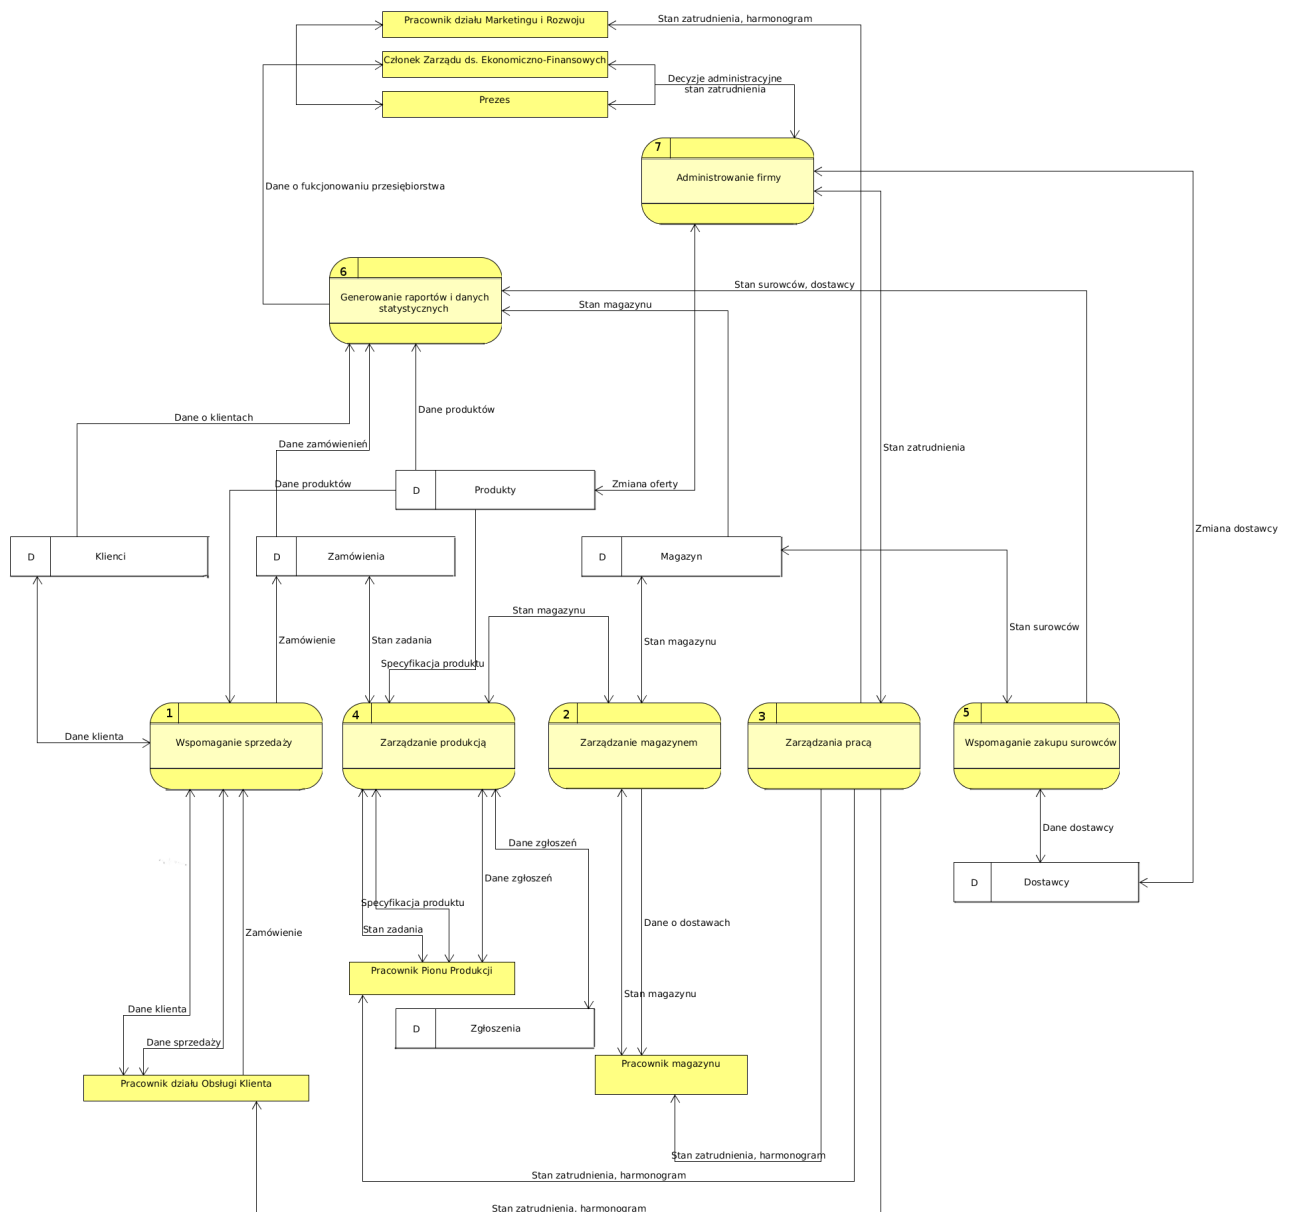 Pracownik działu Marketingu i Rozwoju
Stan zatrudnienia, harmonogram
Członek Zarządu ds. Ekonomiczno-Finansowych
Decyzje administracyjne
stan zatrudnienia
Prezes
7
Administrowanie firmy
Dane o fukcjonowaniu przesiębiorstwa
6
Generowanie raportów i danych
statystycznych
Stan surowców, dostawcy
Stan magazynu
Dane o klientach
Dane produktów
Dane zamówienień
Stan zatrudnienia
Dane produktów
D
Produkty
Zmiana oferty
Zmiana dostawcy
D
Klienci
D
Zamówienia
D
Magazyn
Stan magazynu
Zamówienie
Stan zadania
Stan magazynu
Stan surowców
Specyfikacja produktu
1
Wspomaganie sprzedaży
4
Zarządzanie produkcją
2
Zarządzanie magazynem
3
Zarządzania pracą
5
Wspomaganie zakupu surowców
Dane klienta
Dane dostawcy
Dane zgłoszeń
Dane zgłoszeń
D
Dostawcy
Specyfikacja produktu
Dane o dostawach
Stan zadania
Zamówienie
Pracownik Pionu Produkcji
Stan magazynu
Dane klienta
D
Zgłoszenia
Dane sprzedaży
Pracownik magazynu
Pracownik działu Obsługi Klienta
Stan zatrudnienia, harmonogram
Stan zatrudnienia, harmonogram
Stan zatrudnienia, harmonogram